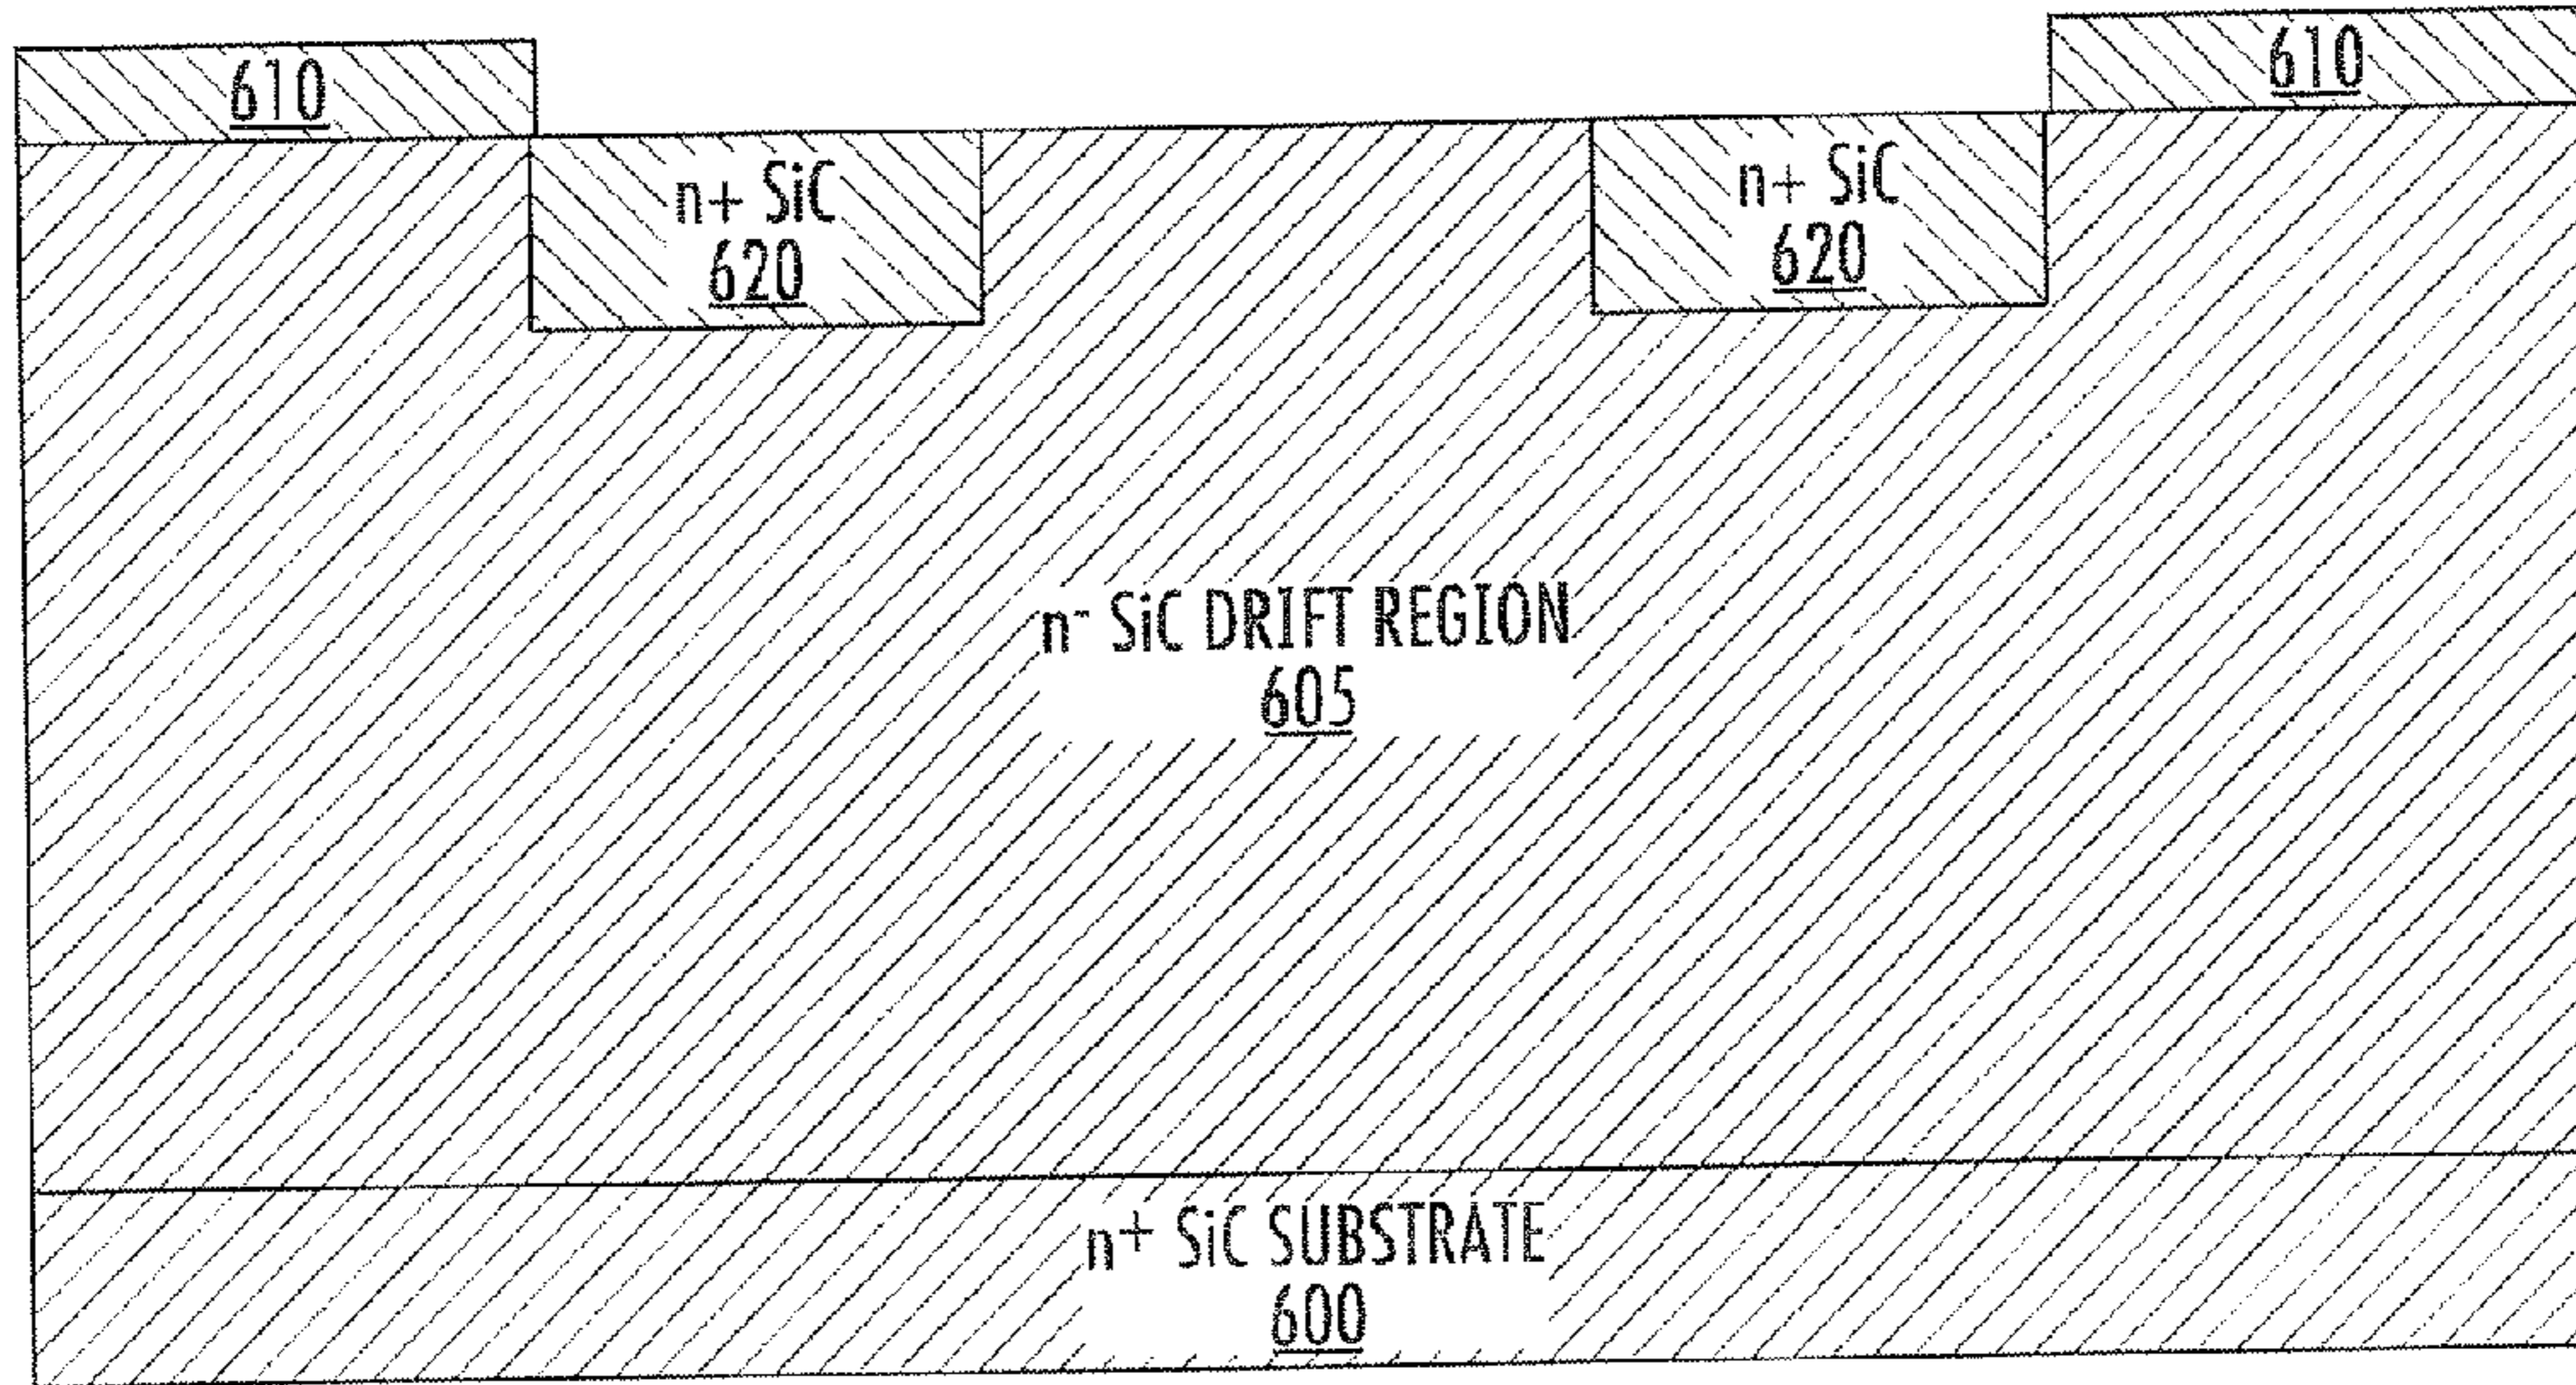 610
610
n+ SiC
620
n+ SiC
620
n- SiC DRIFT REGION
605
n+ SiC SUBSTRATE
600